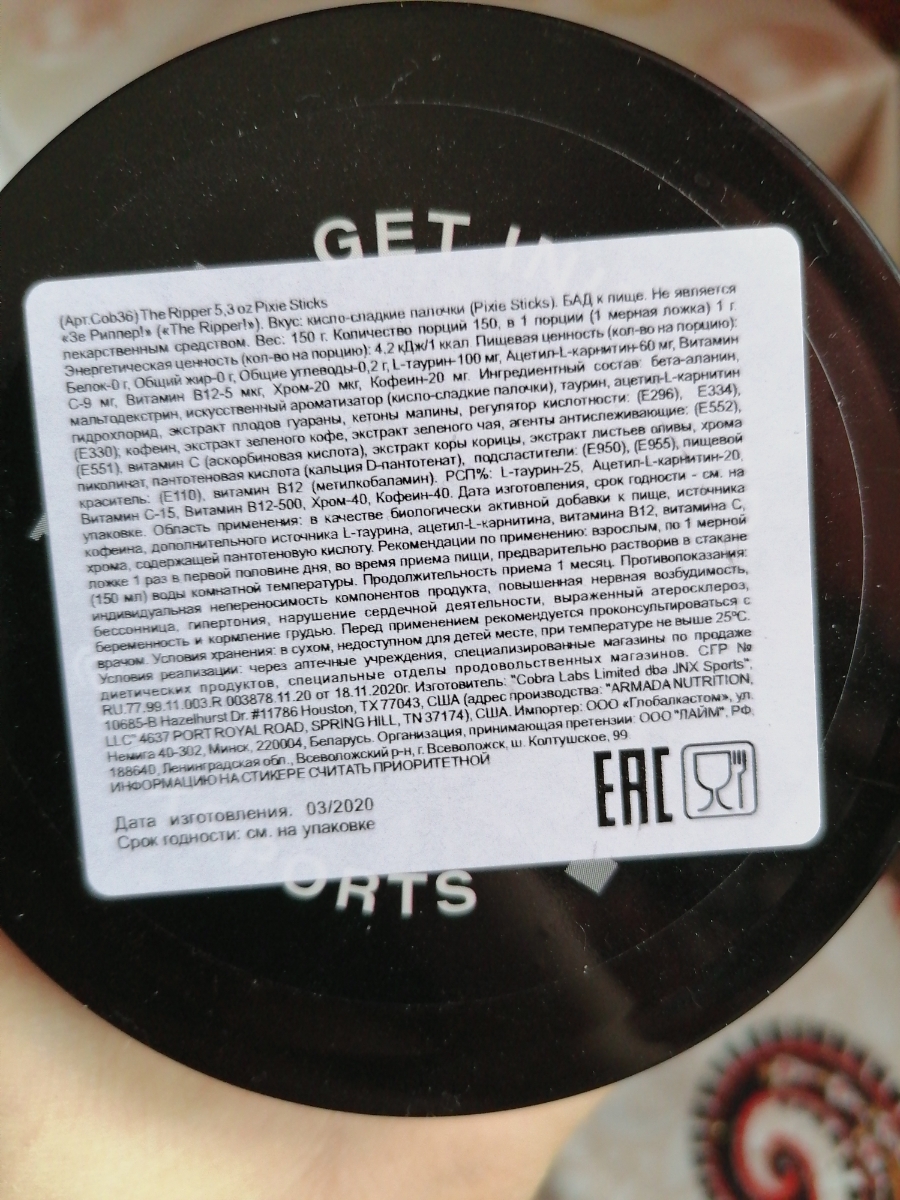 GET IN
(Арт.Cob36) The Ripper 5,3 oz Pixie Sticks
«Зе Риппер!» («The Ripper!»). Вкус: кисло-сладкие палочки (Pixie Sticks). БАД к пище. Не является
лекарственным средством. Вес: 150 г. Количество порций 150, в 1 порции (1 мерная ложка) 1 г.
Энергетическая ценность (кол-во на порцию): 4,2 кДж/1 ккал. Пищевая ценность (кол-во на порцию):
Белок-0 г, Общий жир-0 г, Общие углеводы-0,2 г, L-таурин-100 мг, Ацетил-L-карнитин-60 мг, Витамин
С-9 мг, Витамин В12-5 мкг, Хром-20 мкг, Кофеин-20 мг. Ингредиентный состав: бета-аланин,
мальтодекстрин, искусственный ароматизатор (кисло-сладкие палочки), таурин, ацетил-L-карнитин
гидрохлорид, экстракт плодов гуараны, кетоны малины, регулятор кислотности: (Е296), Е334),
(Е330); кофеин, экстракт зеленого кофе, экстракт зеленого чая, агенты антислеживающие: (Е552),
(Е551), витамин С (аскорбиновая кислота), экстракт коры корицы, экстракт листьев оливы, хрома
пиколинат, пантотеновая кислота (кальция D-пантотенат), подсластители: (Е950), (Е955), пищевой
краситель: (Е110), витамин В12 (метилкобаламин). РСП%: L-таурин-25, Ацетил-L-карнитин-20,
Витамин С-15, Витамин В12-500, Хром-40, Кофеин-40. Дата изготовления, срок годности - см. на
упаковке. Область применения: в качестве биологически активной добавки к пище, источника
кофеина, дополнительного источника L-таурина, ацетил-L-карнитина, витамина В12, витамина С,
хрома, содержащей пантотеновую кислоту. Рекомендации по применению: взрослым, по 1 мерной
ложке 1 раз в первой половине дня, во время приема пищи, предварительно растворив в стакане
(150 мл) воды комнатной температуры. Продолжительность приема 1 месяц. Противопоказания:
индивидуальная непереносимость компонентов продукта, повышенная нервная возбудимость,
бессонница, гипертония, нарушение сердечной деятельности, выраженный атеросклероз,
беременность и кормление грудью. Перед применением рекомендуется проконсультироваться с
врачом. Условия хранения: в сухом, недоступном для детей месте, при температуре не выше 25ºС.
Условия реализации: через аптечные учреждения, специализированные магазины по продаже
диетических продуктов, специальные отделы продовольственных магазинов. СГР №
RU.77.99.11.003.R.003878.11.20 от 18.11.2020г. Изготовитель: "Cobra Labs Limited dba JNX Sports",
10685-B Hazelhurst Dr. #11786 Houston, TX 77043, США (адрес производства: "ARMADA NUTRITION,
LLC" 4637 PORT ROYAL ROAD, SPRING HILL, TN 37174), США. Импортер: ООО «Глобалкастом», ул.
Немига 40-302, Минск, 220004, Беларусь. Организация, принимающая претензии: ООО "ЛАЙМ", РФ,
188640, Ленинградская обл., Всеволожский р-н, г. Всеволожск, ш. Колтушское, 99
ИНФОРМАЦИЮ НА СТИКЕРЕ СЧИТАТЬ ПРИОРИТЕТНОЙ
EAC
Дата изготовления: 03/2020
Срок годности: см. на упаковке
ORTS